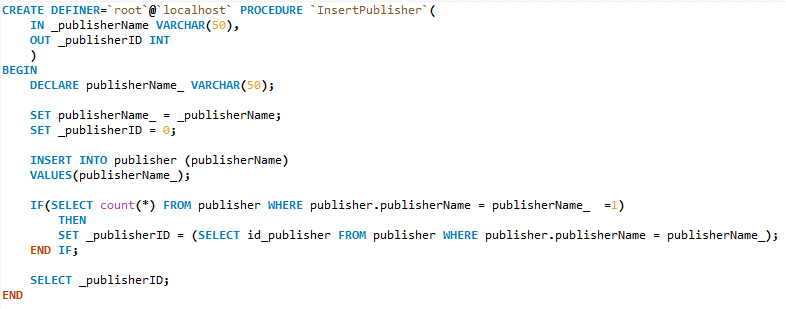 CREATE DEFINER=`root`@`localhost` PROCEDURE `InsertPublisher`(
    IN _publisherName VARCHAR(50),
    OUT _publisherID INT
    )
BEGIN
    DECLARE publisherName_ VARCHAR(50);

    SET publisherName_ = _publisherName;
    SET _publisherID = 0;

    INSERT INTO publisher (publisherName)
    VALUES(publisherName_);

    IF(SELECT count(*) FROM publisher WHERE publisher.publisherName = publisherName_  =1)
        THEN
        SET _publisherID = (SELECT id_publisher FROM publisher WHERE publisher.publisherName = publisherName_);
    END IF;

    SELECT _publisherID;
END